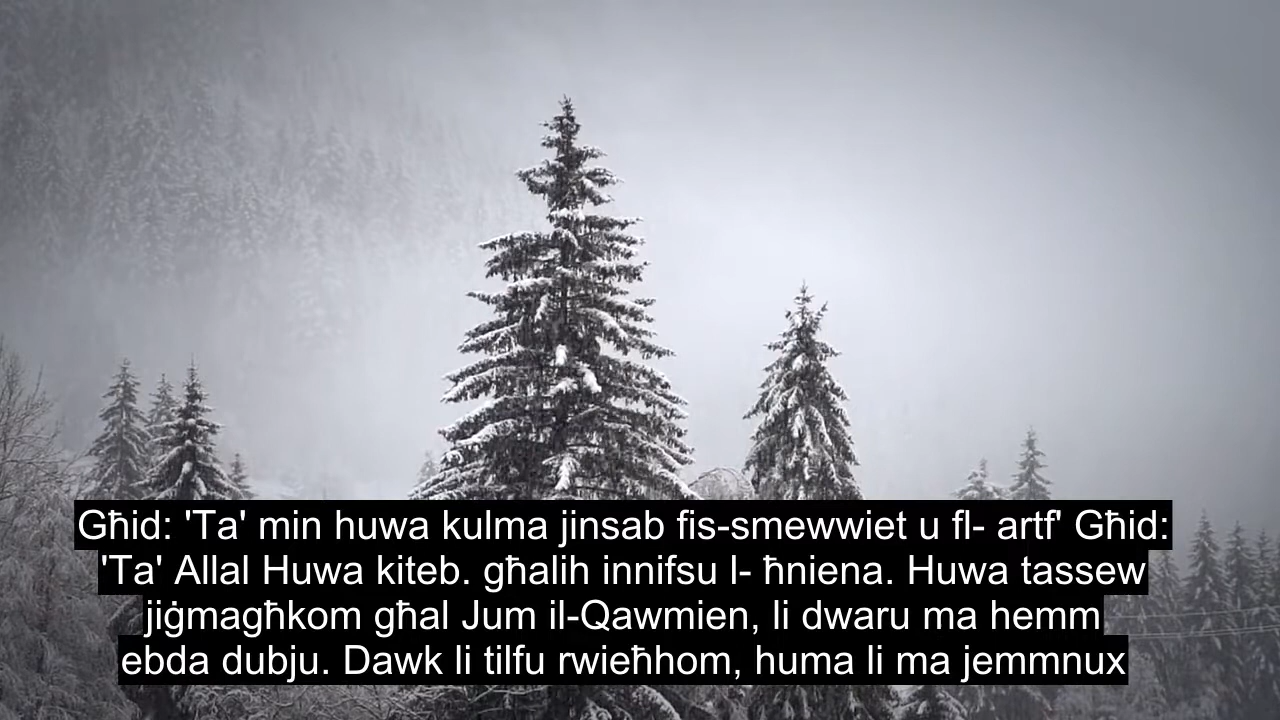 Għid: 'Ta' min huwa kulma jinsab fis-smewwiet u fl- artf' Għid:
'Ta' Allal Huwa kiteb. għalih innifsu l- ħniena. Huwa tassew
jiġmagħkom għal Jum il-Qawmien, li dwaru ma hemm
ebda dubju. Dawk li tilfu rwieħhom, huma li ma jemmnux